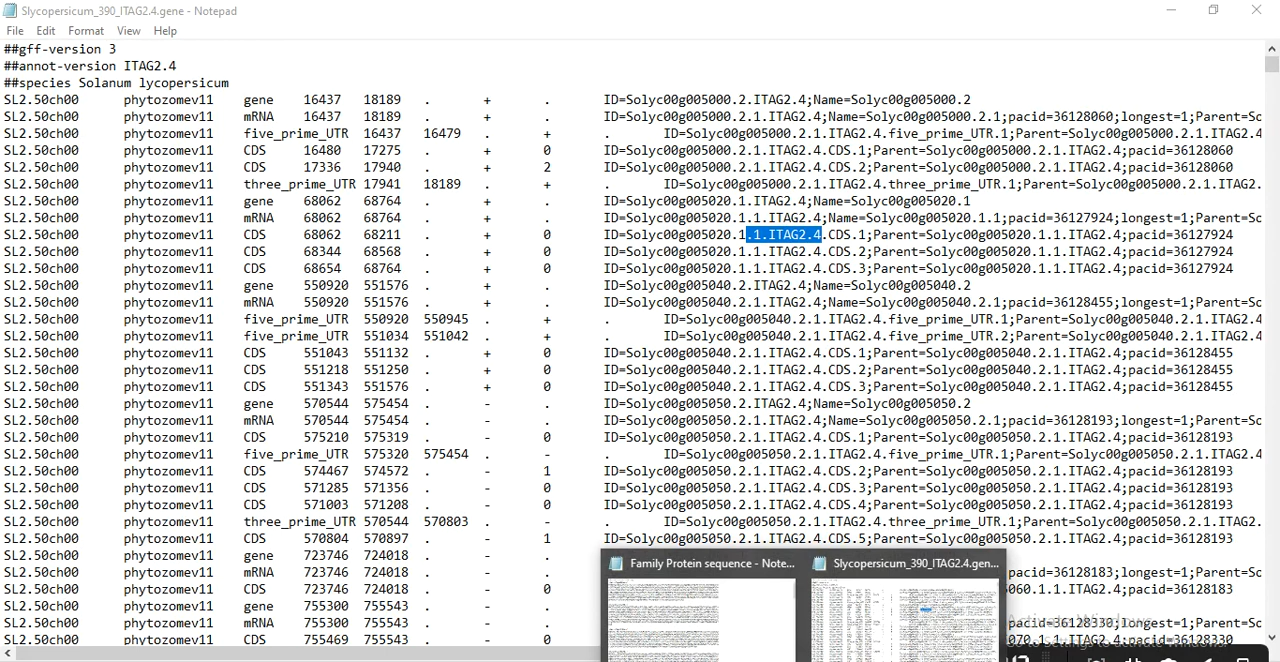 Slycopersicum_390_ITAG2.4.gene - Notepad
File Edit Format View Help
##gff-version 3
##annot-version ITAG2.4
##species Solanum lycopersicum
SL2.50ch00 phytozomev11 gene 16437 18189 . + . ID=Solyc00g005000.2.ITAG2.4;Name=Solyc00g005000.2
SL2.50ch00 phytozomev11 mRNA 16437 18189 . + . ID=Solyc00g005000.2.1.ITAG2.4;Name=Solyc00g005000.2.1;pacid=36128060;longest=1;Parent=Sc
SL2.50ch00 phytozomev11 five_prime_UTR 16437 16479 . + . ID=Solyc00g005000.2.1.ITAG2.4.five_prime_UTR.1;Parent=Solyc00g005000.2.1.ITAG2.4
SL2.50ch00 phytozomev11 CDS 16480 17275 . + 0 ID=Solyc00g005000.2.1.ITAG2.4.CDS.1;Parent=Solyc00g005000.2.1.ITAG2.4;pacid=36128060
SL2.50ch00 phytozomev11 CDS 17336 17940 . + 2 ID=Solyc00g005000.2.1.ITAG2.4.CDS.2;Parent=Solyc00g005000.2.1.ITAG2.4;pacid=36128060
SL2.50ch00 phytozomev11 three_prime_UTR 17941 18189 . + . ID=Solyc00g005000.2.1.ITAG2.4.three_prime_UTR.1;Parent=Solyc00g005000.2.1.ITAG2.
SL2.50ch00 phytozomev11 gene 68062 68764 . + . ID=Solyc00g005020.1.ITAG2.4;Name=Solyc00g005020.1
SL2.50ch00 phytozomev11 mRNA 68062 68764 . + . ID=Solyc00g005020.1.1.ITAG2.4;Name=Solyc00g005020.1.1;pacid=36127924;longest=1;Parent=Sc
SL2.50ch00 phytozomev11 CDS 68062 68211 . + 0 ID=Solyc00g005020.1.1.ITAG2.4.CDS.1;Parent=Solyc00g005020.1.1.ITAG2.4;pacid=36127924
SL2.50ch00 phytozomev11 CDS 68344 68568 . + 0 ID=Solyc00g005020.1.1.ITAG2.4.CDS.2;Parent=Solyc00g005020.1.1.ITAG2.4;pacid=36127924
SL2.50ch00 phytozomev11 CDS 68654 68764 . + 0 ID=Solyc00g005020.1.1.ITAG2.4.CDS.3;Parent=Solyc00g005020.1.1.ITAG2.4;pacid=36127924
SL2.50ch00 phytozomev11 gene 550920 551576 . + . ID=Solyc00g005040.2.ITAG2.4;Name=Solyc00g005040.2
SL2.50ch00 phytozomev11 mRNA 550920 551576 . + . ID=Solyc00g005040.2.1.ITAG2.4;Name=Solyc00g005040.2.1;pacid=36128455;longest=1;Parent=Sc
SL2.50ch00 phytozomev11 five_prime_UTR 550920 550945 . + . ID=Solyc00g005040.2.1.ITAG2.4.five_prime_UTR.1;Parent=Solyc00g005040.2.1.ITAG2.4
SL2.50ch00 phytozomev11 five_prime_UTR 551034 551042 . + . ID=Solyc00g005040.2.1.ITAG2.4.five_prime_UTR.2;Parent=Solyc00g005040.2.1.ITAG2.4
SL2.50ch00 phytozomev11 CDS 551043 551132 . + 0 ID=Solyc00g005040.2.1.ITAG2.4.CDS.1;Parent=Solyc00g005040.2.1.ITAG2.4;pacid=36128455
SL2.50ch00 phytozomev11 CDS 551218 551250 . + 0 ID=Solyc00g005040.2.1.ITAG2.4.CDS.2;Parent=Solyc00g005040.2.1.ITAG2.4;pacid=36128455
SL2.50ch00 phytozomev11 CDS 551343 551576 . + 0 ID=Solyc00g005040.2.1.ITAG2.4.CDS.3;Parent=Solyc00g005040.2.1.ITAG2.4;pacid=36128455
SL2.50ch00 phytozomev11 gene 570544 575454 . - . ID=Solyc00g005050.2.ITAG2.4;Name=Solyc00g005050.2
SL2.50ch00 phytozomev11 mRNA 570544 575454 . - . ID=Solyc00g005050.2.1.ITAG2.4;Name=Solyc00g005050.2.1;pacid=36128193;longest=1;Parent=Sc
SL2.50ch00 phytozomev11 CDS 575210 575319 . - 0 ID=Solyc00g005050.2.1.ITAG2.4.CDS.1;Parent=Solyc00g005050.2.1.ITAG2.4;pacid=36128193
SL2.50ch00 phytozomev11 five_prime_UTR 575320 575454 . - . ID=Solyc00g005050.2.1.ITAG2.4.five_prime_UTR.1;Parent=Solyc00g005050.2.1.ITAG2.4
SL2.50ch00 phytozomev11 CDS 574467 574572 . - 1 ID=Solyc00g005050.2.1.ITAG2.4.CDS.2;Parent=Solyc00g005050.2.1.ITAG2.4;pacid=36128193
SL2.50ch00 phytozomev11 CDS 571285 571356 . - 0 ID=Solyc00g005050.2.1.ITAG2.4.CDS.3;Parent=Solyc00g005050.2.1.ITAG2.4;pacid=36128193
SL2.50ch00 phytozomev11 CDS 571003 571208 . - 0 ID=Solyc00g005050.2.1.ITAG2.4.CDS.4;Parent=Solyc00g005050.2.1.ITAG2.4;pacid=36128193
SL2.50ch00 phytozomev11 three_prime_UTR 570544 570803 . - . ID=Solyc00g005050.2.1.ITAG2.4.three_prime_UTR.1;Parent=Solyc00g005050.2.1.ITAG2.
SL2.50ch00 phytozomev11 CDS 570804 570897 . - 1 ID=Solyc00g005050.2.1.ITAG2.4.CDS.5;Parent=Solyc00g005050.2.1.ITAG2.4;pacid=36128193
SL2.50ch00 phytozomev11 gene 723746 724018 . - .
Family Protein sequence - Note... Slycopersicum_390_ITAG2.4.gen...
SL2.50ch00 phytozomev11 mRNA 723746 724018 . - . pacid=36128183;longest=1;Parent=Sc
SL2.50ch00 phytozomev11 CDS 723746 724018 . - 0 060.1.ITAG2.4;pacid=36128183
SL2.50ch00 phytozomev11 gene 755300 755543 . - .
SL2.50ch00 phytozomev11 mRNA 755300 755543 . - .
SL2.50ch00 phytozomev11 CDS 755493 755543 . - 0